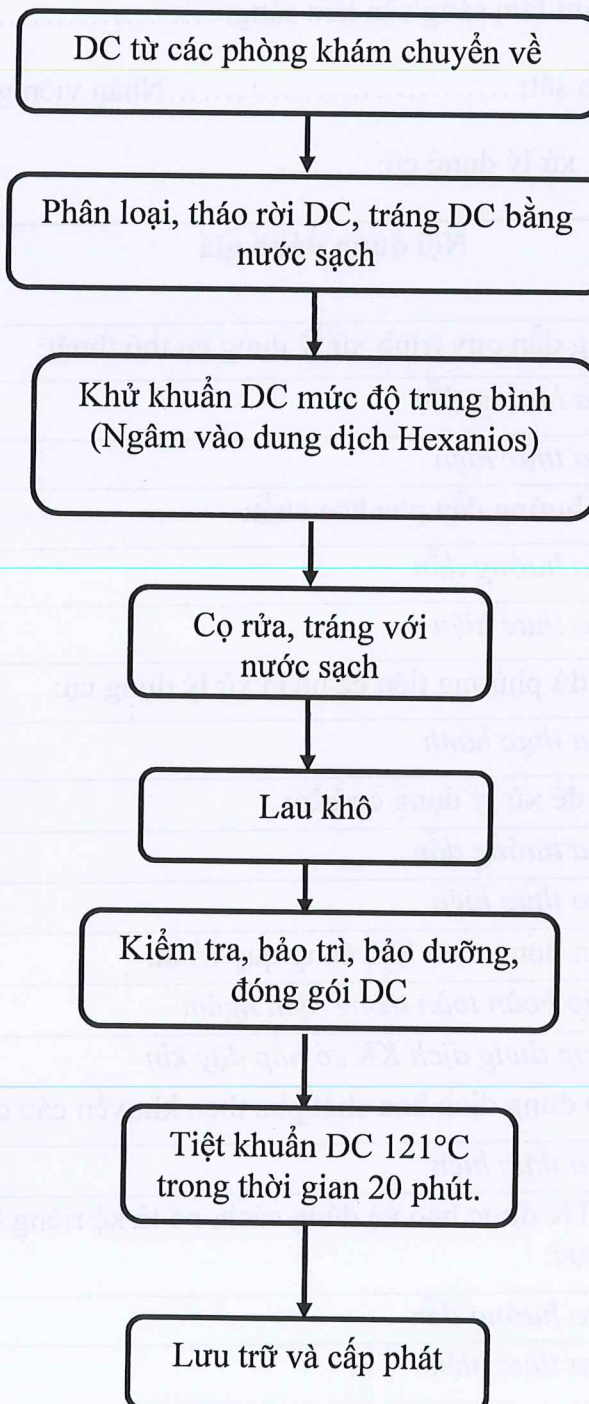 DC từ các phòng khám chuyển về
Phân loại, tháo rời DC, tráng DC bằng
nước sạch
Khử khuẩn DC mức độ trung bình
(Ngâm vào dung dịch Hexanios)
Cọ rửa, tráng với
nước sạch
Lau khô
Kiểm tra, bảo trì, bảo dưỡng,
đóng gói DC
Tiệt khuẩn DC 121°C
trong thời gian 20 phút.
Lưu trữ và cấp phát